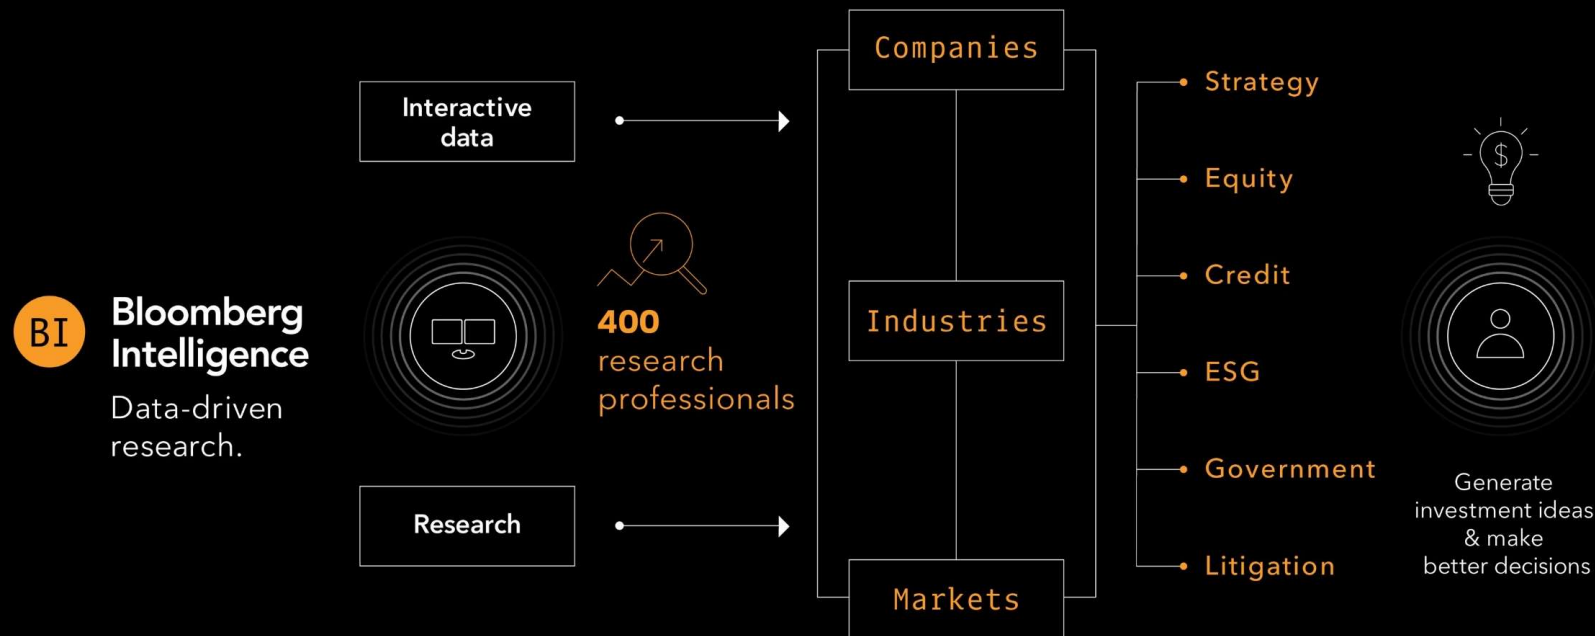 BI
Bloomberg
Intelligence
Data-driven
research.
Interactive
data
400
research
professionals
Research
Companies
Industries
Markets
Strategy
Equity
Credit
ESG
Government
Litigation
$
Generate
investment ideas
& make
better decisions